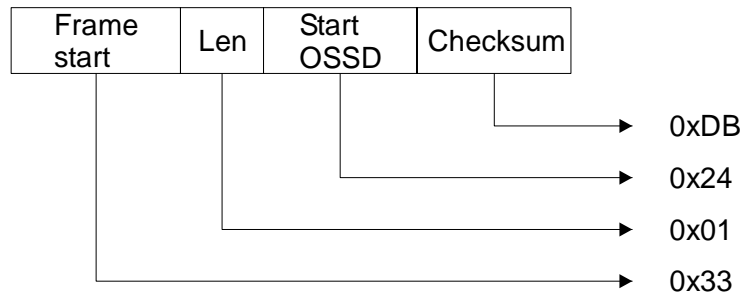 Frame
start
Len
Start
OSSD
Checksum
0xDB
0x24
0x01
0x33